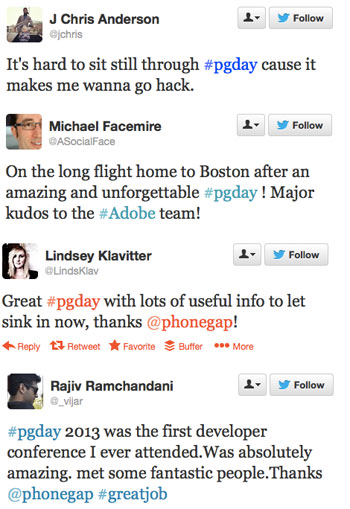 J Chris Anderson
Follow
@jchris
It's hard to sit still through #pgday cause it
makes me wanna go hack.
Michael Facemire
Follow
@ASocialFace
On the long flight home to Boston after an
amazing and unforgettable #pgday ! Major
kudos to the #Adobe team!
Lindsey Klavitter
Follow
@LindsKlav
Great #pgday with lots of useful info to let
sink in now, thanks @phonegap!
Reply Retweet Favorite Buffer More
Rajiv Ramchandani
Follow
@_vijar
#pgday 2013 was the first developer
conference I ever attended.Was absolutely
amazing. met some fantastic people.Thanks
@phonegap #greatjob